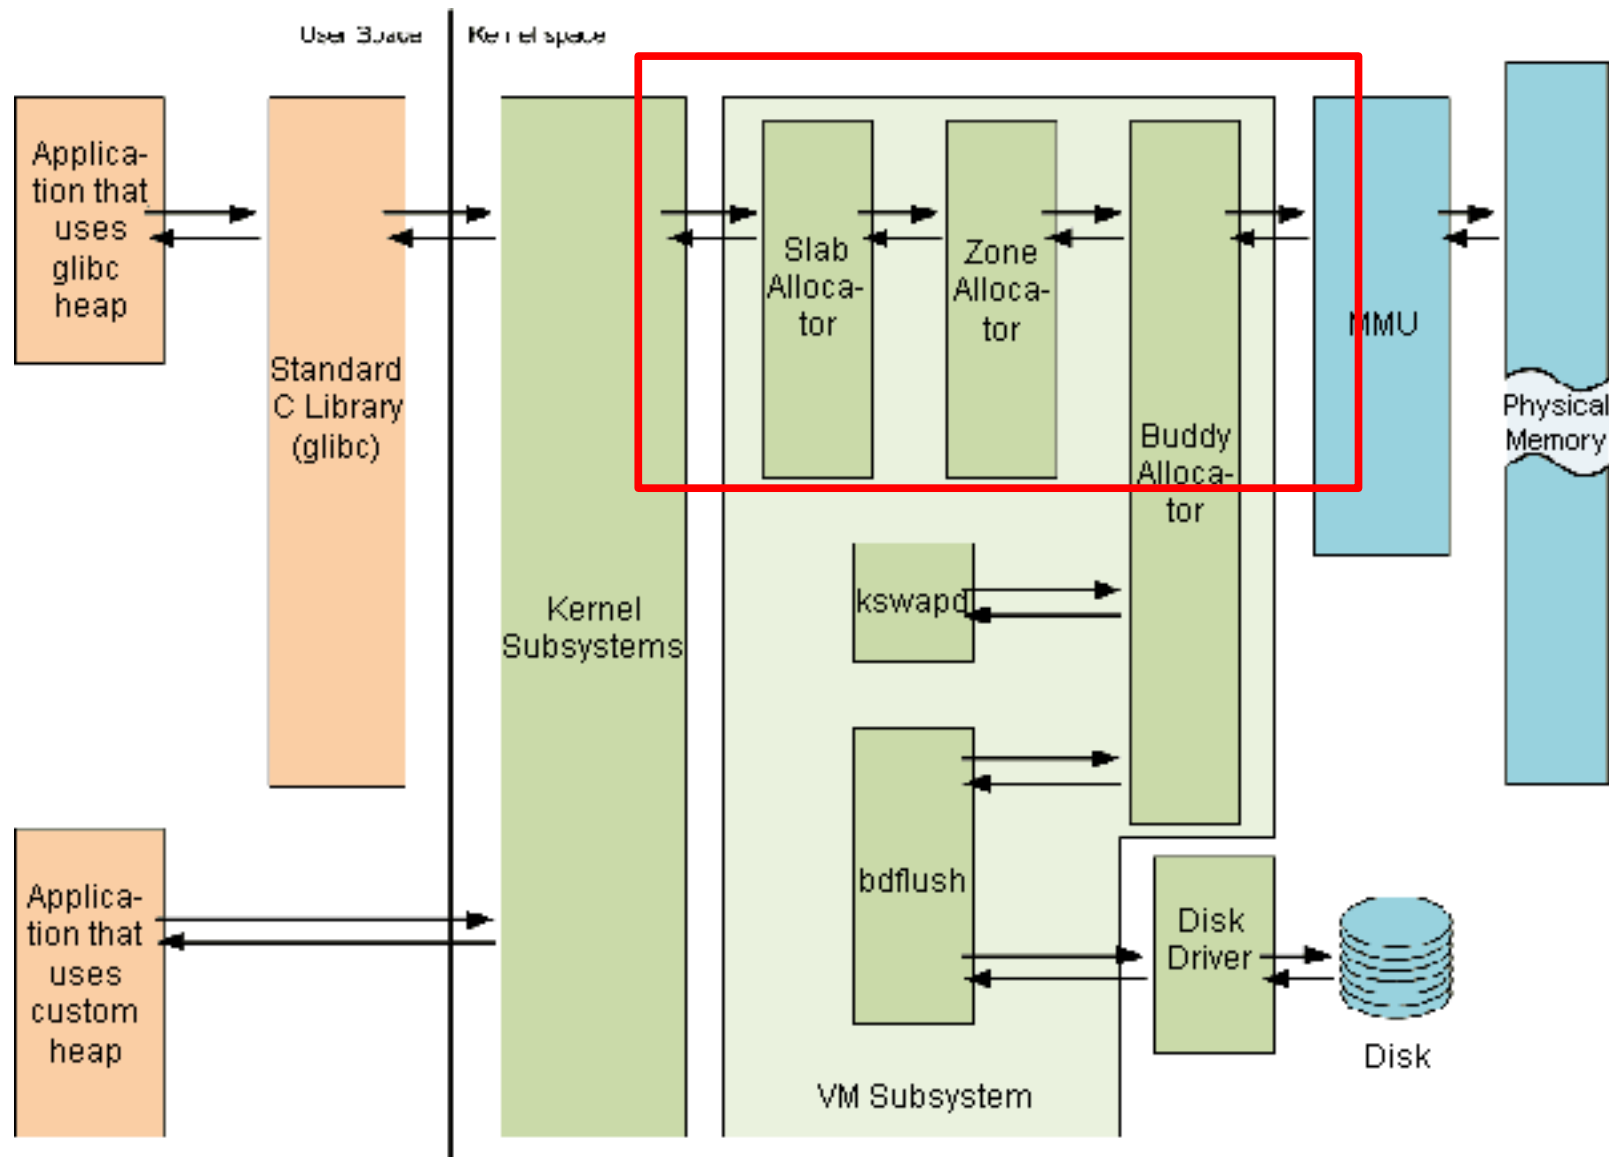 User Space
Kernel space
Applica-
tion that
uses
glibc
heap
Standard
C Library
(glibc)
Kernel
Subsystems
Slab
Alloca-
tor
Zone
Alloca-
tor
Buddy
Alloca-
tor
MMU
Physical
Memory
kswapd
bdflush
Applica-
tion that
uses
custom
heap
Disk
Driver
Disk
VM Subsystem